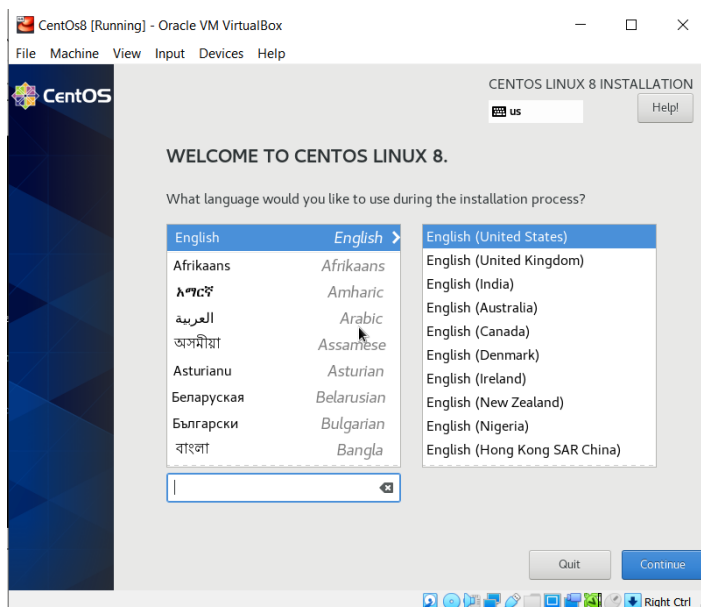 CentOs8 [Running] - Oracle VM VirtualBox
File Machine View Input Devices Help
CentOS
CENTOS LINUX 8 INSTALLATION
us
Help!
WELCOME TO CENTOS LINUX 8.
What language would you like to use during the installation process?
English English
Afrikaans Afrikaans
አማርኛ Amharic
العربية Arabic
অসমীয়া Assamese
Asturianu Asturian
Беларуская Belarusian
Български Bulgarian
বাংলা Bangla
English (United States)
English (United Kingdom)
English (India)
English (Australia)
English (Canada)
English (Denmark)
English (Ireland)
English (New Zealand)
English (Nigeria)
English (Hong Kong SAR China)
Quit
Continue
Right Ctrl